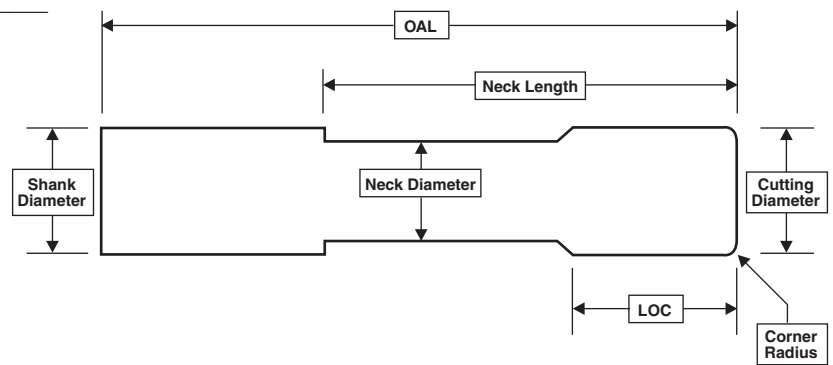 OAL
Neck Length
Shank
Diameter
Neck Diameter
Cutting
Diameter
LOC
Corner
Radius